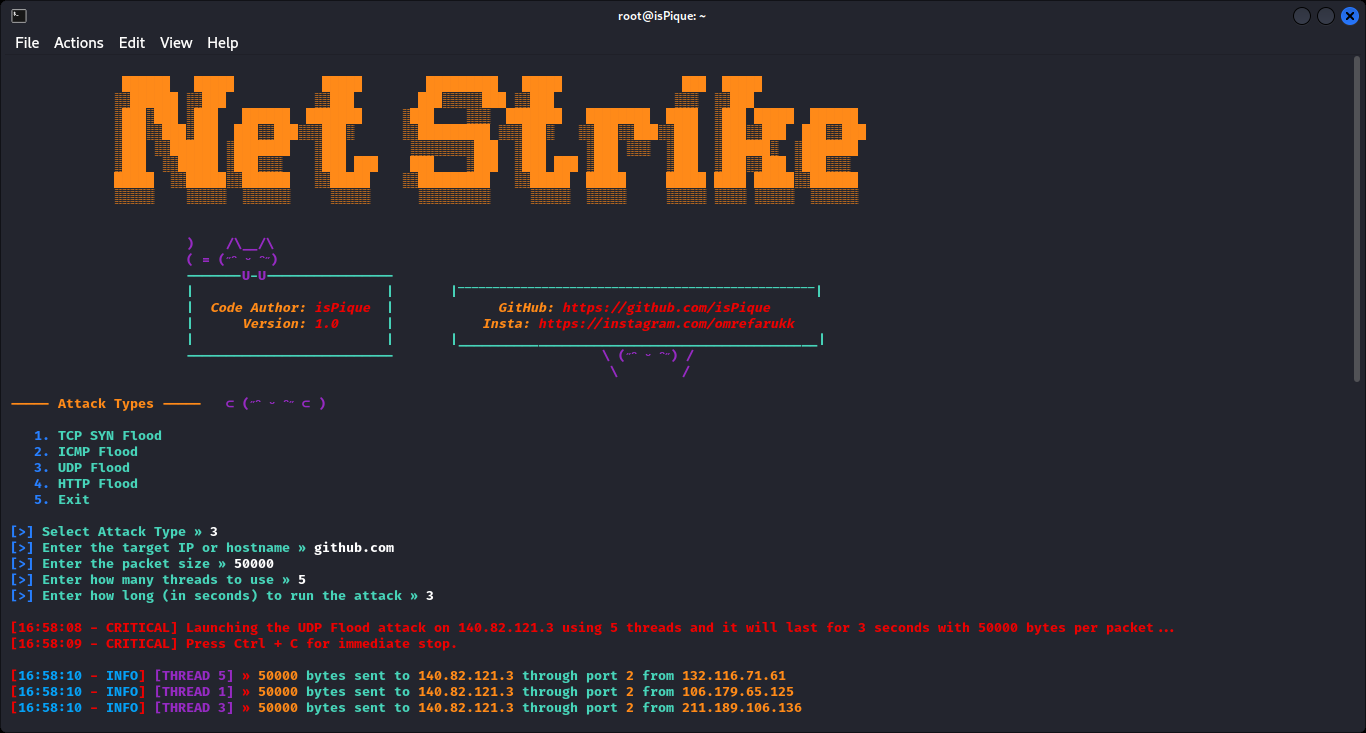 root@isPique: ~
File Actions Edit View Help
Net Strike
) /\__/\
( = (-^ - ^-)
U-U
Code Author: isPique
Version: 1.0
GitHub: https://github.com/isPique
Insta: https://instagram.com/omrefarukk
\ (-^ - ^-) /
\ /
Attack Types ⊂ (-^ - ^- ⊂ )
1. TCP SYN Flood
2. ICMP Flood
3. UDP Flood
4. HTTP Flood
5. Exit
[>] Select Attack Type » 3
[>] Enter the target IP or hostname » github.com
[>] Enter the packet size » 50000
[>] Enter how many threads to use » 5
[>] Enter how long (in seconds) to run the attack » 3
[16:58:08 - CRITICAL] Launching the UDP Flood attack on 140.82.121.3 using 5 threads and it will last for 3 seconds with 50000 bytes per packet...
[16:58:09 - CRITICAL] Press Ctrl + C for immediate stop.
[16:58:10 - INFO] [THREAD 5] » 50000 bytes sent to 140.82.121.3 through port 2 from 132.116.71.61
[16:58:10 - INFO] [THREAD 1] » 50000 bytes sent to 140.82.121.3 through port 2 from 106.179.65.125
[16:58:10 - INFO] [THREAD 3] » 50000 bytes sent to 140.82.121.3 through port 2 from 211.189.106.136